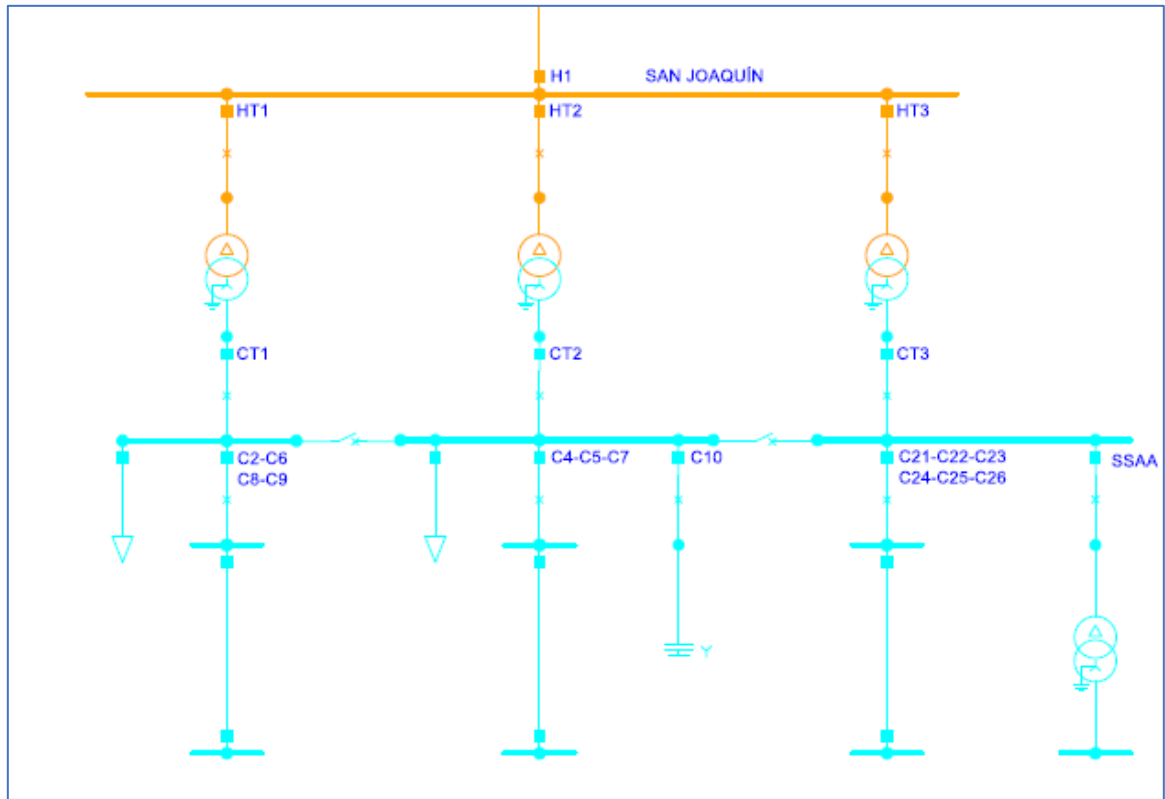 H1
SAN JOAQUÍN
HT1
HT2
HT3
CT1
CT2
CT3
C2-C6
C8-C9
C4-C5-C7
C10
C21-C22-C23
C24-C25-C26
SSAA
Y